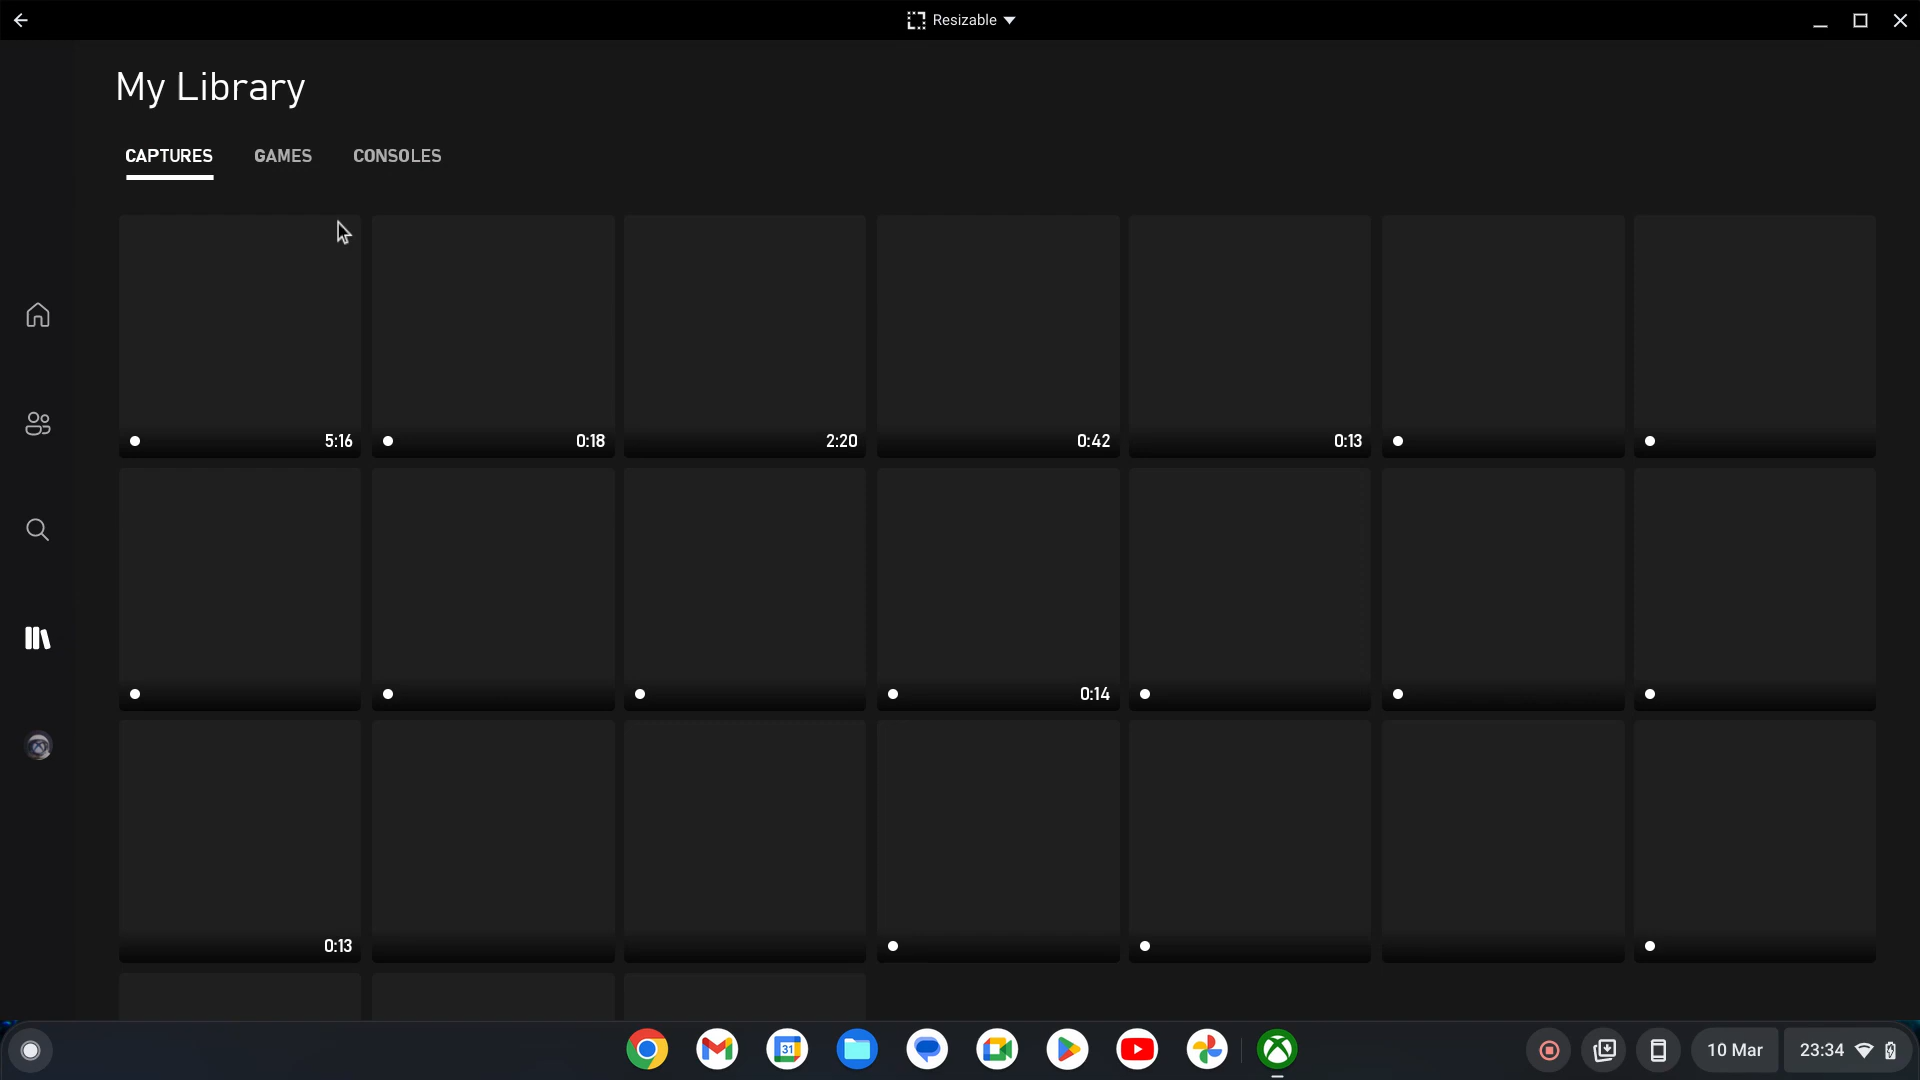 Resizable
My Library
CAPTURES GAMES CONSOLES
5:16 0:18 2:20 0:42 0:13
0:14
0:13
31
10 Mar 23:34